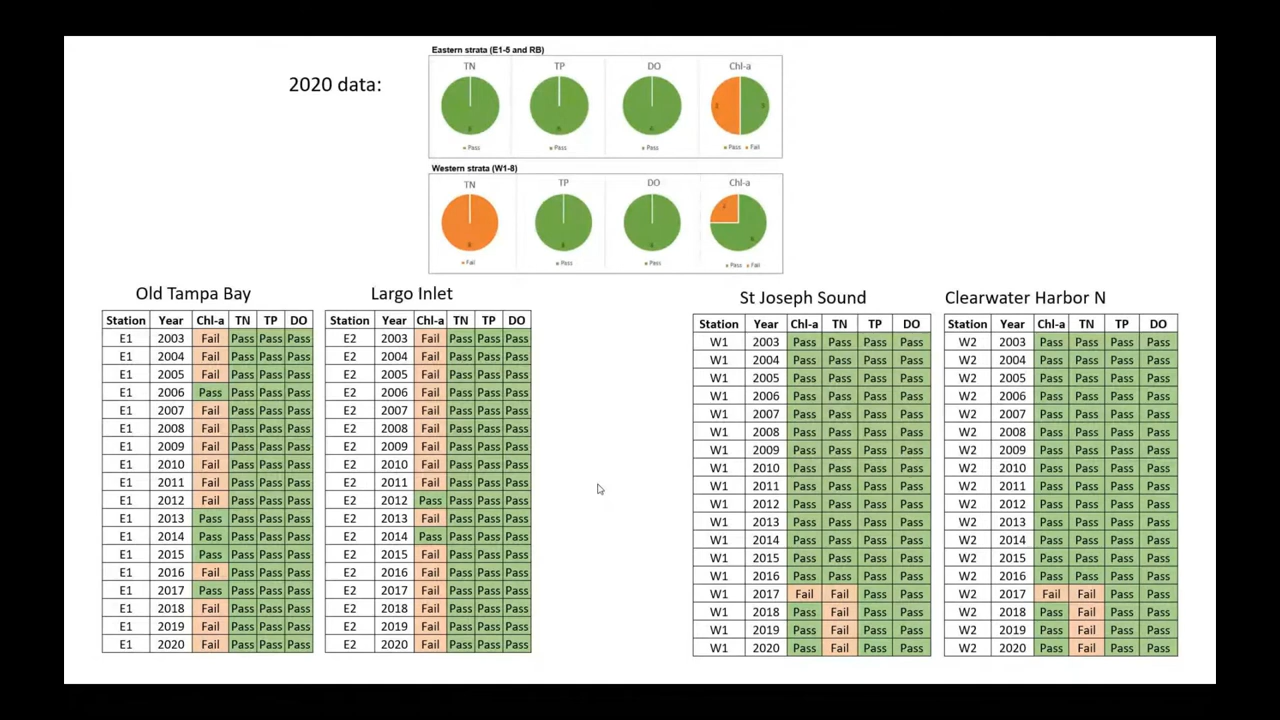 Eastern strata (E1-5 and RB)
2020 data:
TN TP DO Chl-a
Pass Pass Pass Pass Fail
Western strata (W1-8)
TN TP DO Chl-a
Fail Pass Pass Pass Fail
Old Tampa Bay
Station Year Chl-a TN TP DO
E1 2003 Fail Pass Pass Pass
E1 2004 Fail Pass Pass Pass
E1 2005 Fail Pass Pass Pass
E1 2006 Pass Pass Pass Pass
E1 2007 Fail Pass Pass Pass
E1 2008 Fail Pass Pass Pass
E1 2009 Fail Pass Pass Pass
E1 2010 Fail Pass Pass Pass
E1 2011 Fail Pass Pass Pass
E1 2012 Fail Pass Pass Pass
E1 2013 Pass Pass Pass Pass
E1 2014 Pass Pass Pass Pass
E1 2015 Pass Pass Pass Pass
E1 2016 Fail Pass Pass Pass
E1 2017 Pass Pass Pass Pass
E1 2018 Fail Pass Pass Pass
E1 2019 Fail Pass Pass Pass
E1 2020 Fail Pass Pass Pass
Largo Inlet
Station Year Chl-a TN TP DO
E2 2003 Fail Pass Pass Pass
E2 2004 Fail Pass Pass Pass
E2 2005 Fail Pass Pass Pass
E2 2006 Fail Pass Pass Pass
E2 2007 Fail Pass Pass Pass
E2 2008 Fail Pass Pass Pass
E2 2009 Fail Pass Pass Pass
E2 2010 Fail Pass Pass Pass
E2 2011 Fail Pass Pass Pass
E2 2012 Pass Pass Pass Pass
E2 2013 Fail Pass Pass Pass
E2 2014 Pass Pass Pass Pass
E2 2015 Fail Pass Pass Pass
E2 2016 Fail Pass Pass Pass
E2 2017 Fail Pass Pass Pass
E2 2018 Fail Pass Pass Pass
E2 2019 Fail Pass Pass Pass
E2 2020 Fail Pass Pass Pass
St Joseph Sound
Station Year Chl-a TN TP DO
W1 2003 Pass Pass Pass Pass
W1 2004 Pass Pass Pass Pass
W1 2005 Pass Pass Pass Pass
W1 2006 Pass Pass Pass Pass
W1 2007 Pass Pass Pass Pass
W1 2008 Pass Pass Pass Pass
W1 2009 Pass Pass Pass Pass
W1 2010 Pass Pass Pass Pass
W1 2011 Pass Pass Pass Pass
W1 2012 Pass Pass Pass Pass
W1 2013 Pass Pass Pass Pass
W1 2014 Pass Pass Pass Pass
W1 2015 Pass Pass Pass Pass
W1 2016 Pass Pass Pass Pass
W1 2017 Fail Fail Pass Pass
W1 2018 Pass Fail Pass Pass
W1 2019 Pass Fail Pass Pass
W1 2020 Pass Fail Pass Pass
Clearwater Harbor N
Station Year Chl-a TN TP DO
W2 2003 Pass Pass Pass Pass
W2 2004 Pass Pass Pass Pass
W2 2005 Pass Pass Pass Pass
W2 2006 Pass Pass Pass Pass
W2 2007 Pass Pass Pass Pass
W2 2008 Pass Pass Pass Pass
W2 2009 Pass Pass Pass Pass
W2 2010 Pass Pass Pass Pass
W2 2011 Pass Pass Pass Pass
W2 2012 Pass Pass Pass Pass
W2 2013 Pass Pass Pass Pass
W2 2014 Pass Pass Pass Pass
W2 2015 Pass Pass Pass Pass
W2 2016 Pass Pass Pass Pass
W2 2017 Fail Fail Pass Pass
W2 2018 Pass Fail Pass Pass
W2 2019 Pass Fail Pass Pass
W2 2020 Pass Fail Pass Pass